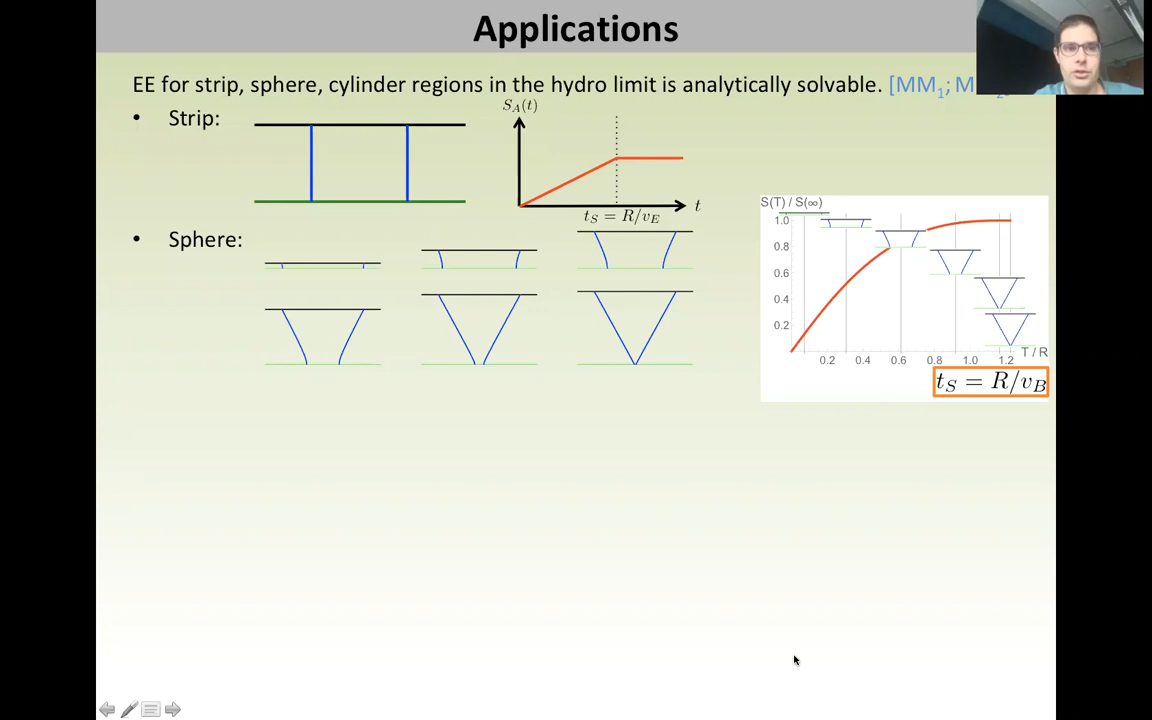 Applications
EE for strip, sphere, cylinder regions in the hydro limit is analytically solvable. [MM₁; M
• Strip:
S_A(t)
t
t_S = R/v_E
• Sphere:
S(T) / S(∞)
1.0
0.8
0.6
0.4
0.2
0.2 0.4 0.6 0.8 1.0 1.2
T / R
t_S = R/v_B